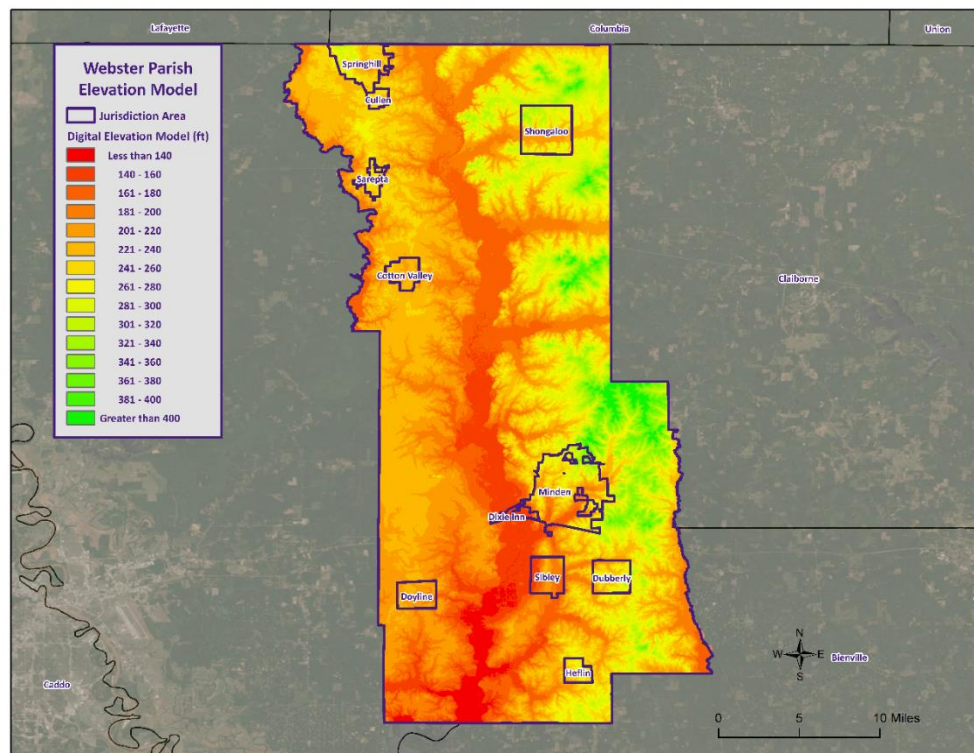 Lafayette
Columbia
Union
Webster Parish
Elevation Model
Jurisdiction Area
Digital Elevation Model (ft)
Less than 140
140 - 160
161 - 180
181 - 200
201 - 220
221 - 240
241 - 260
261 - 280
281 - 300
301 - 320
321 - 340
341 - 360
361 - 380
381 - 400
Greater than 400
Springhill
Cullen
Shongaloo
Sarepta
Cotton Valley
Claiborne
Minden
Dixie Inn
Sibley
Dubberly
Doyline
Heflin
Caddo
Bienville
N
W
E
S
0
5
10 Miles